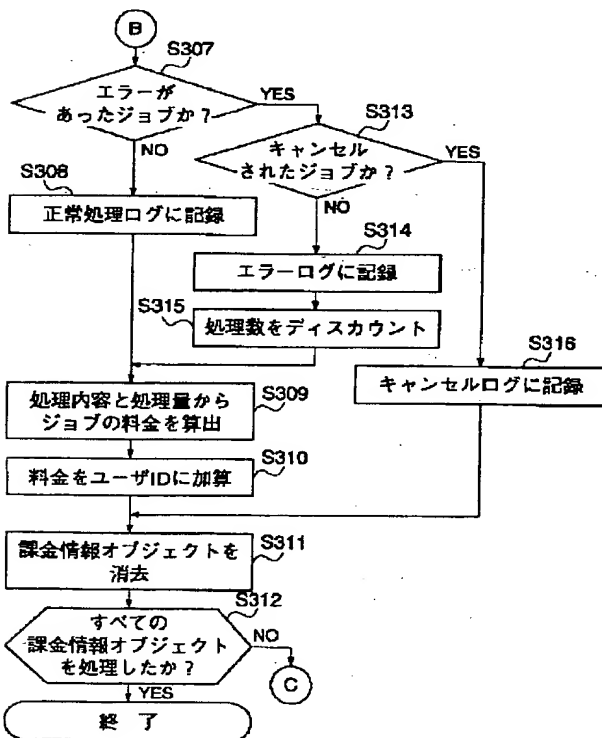 B
S307
エラーが
あったジョブか？
YES
S313
NO
キャンセル
されたジョブか？
YES
S308
正常処理ログに記録
NO
S314
エラーログに記録
S315
処理数をディスカウント
S316
キャンセルログに記録
処理内容と処理量から
ジョブの料金を算出
S309
料金をユーザIDに加算
S310
課金情報オブジェクトを
消去
S311
S312
すべての
課金情報オブジェクト
を処理したか？
NO
C
YES
終了